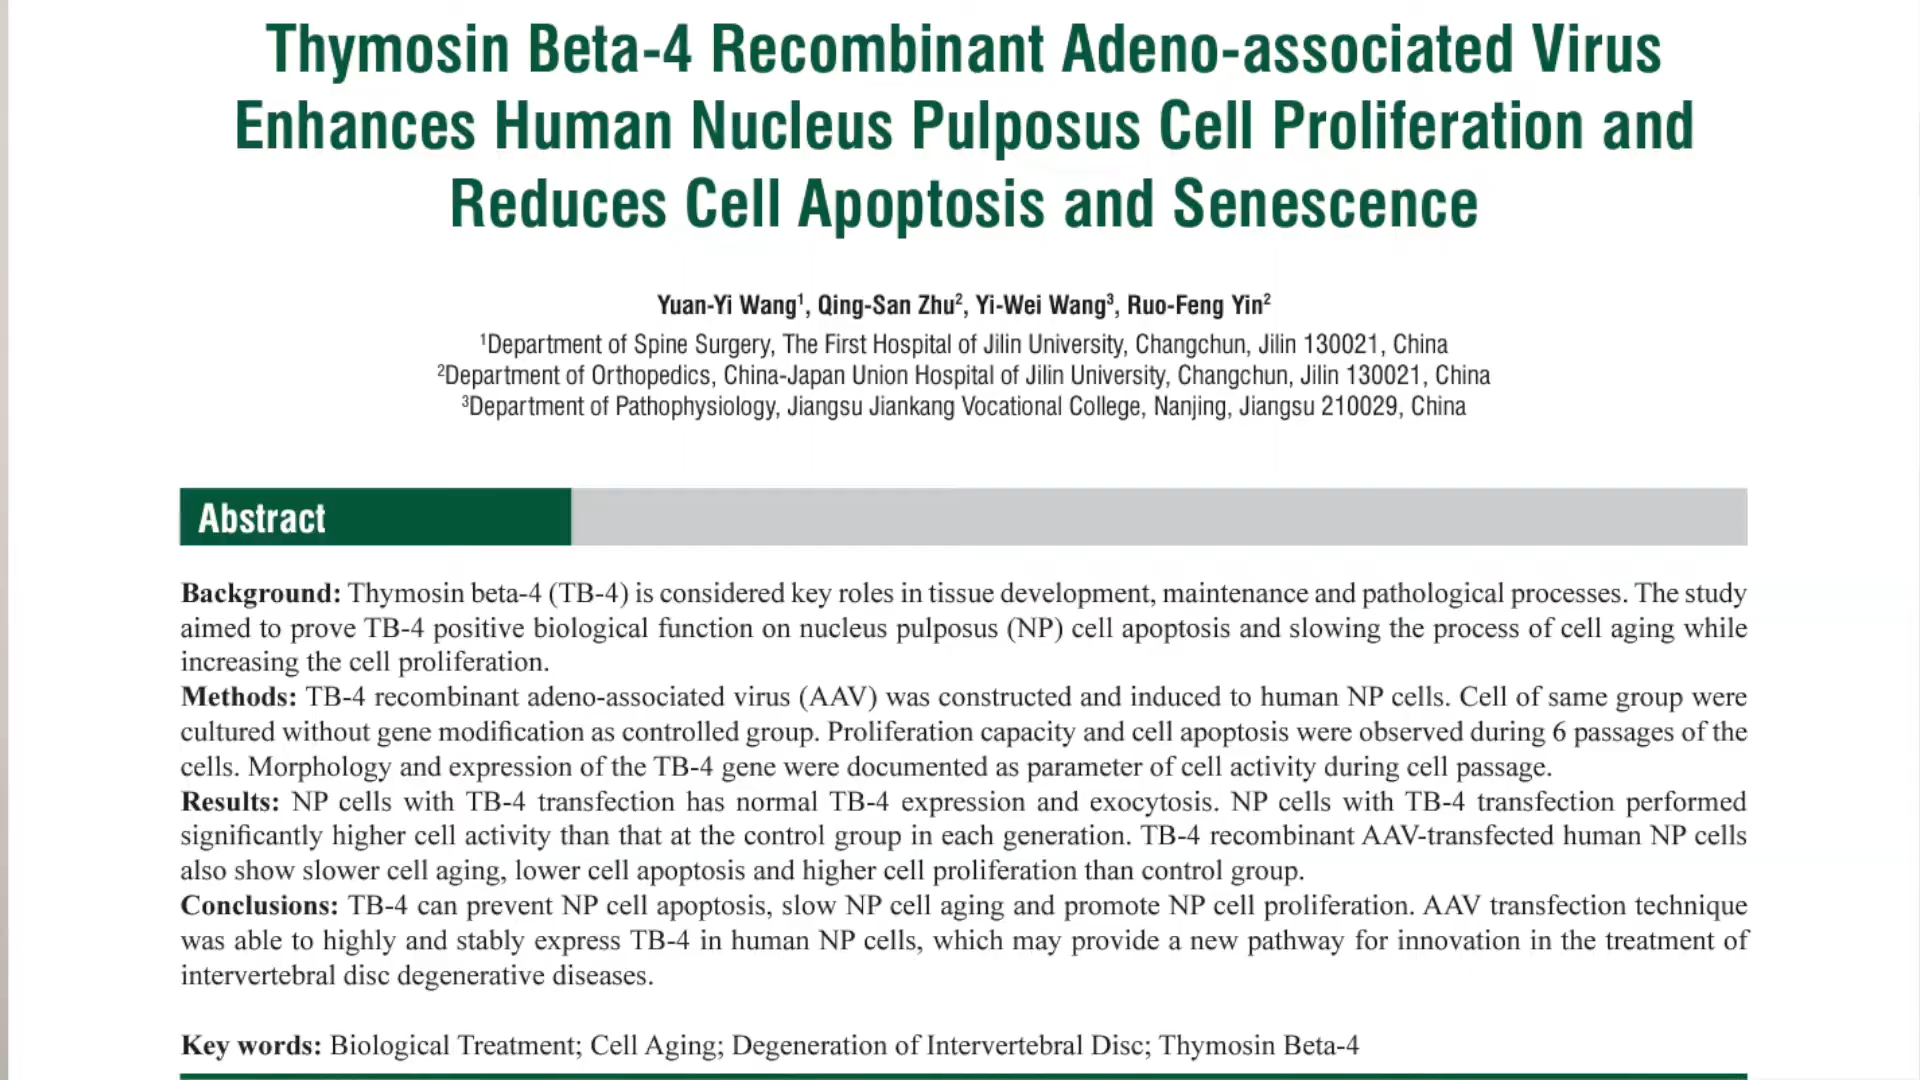 Thymosin Beta-4 Recombinant Adeno-associated Virus
Enhances Human Nucleus Pulposus Cell Proliferation and
Reduces Cell Apoptosis and Senescence
Yuan-Yi Wang¹, Qing-San Zhu², Yi-Wei Wang³, Ruo-Feng Yin²
¹Department of Spine Surgery, The First Hospital of Jilin University, Changchun, Jilin 130021, China
²Department of Orthopedics, China-Japan Union Hospital of Jilin University, Changchun, Jilin 130021, China
³Department of Pathophysiology, Jiangsu Jiankang Vocational College, Nanjing, Jiangsu 210029, China
Abstract
Background: Thymosin beta-4 (TB-4) is considered key roles in tissue development, maintenance and pathological processes. The study
aimed to prove TB-4 positive biological function on nucleus pulposus (NP) cell apoptosis and slowing the process of cell aging while
increasing the cell proliferation.
Methods: TB-4 recombinant adeno-associated virus (AAV) was constructed and induced to human NP cells. Cell of same group were
cultured without gene modification as controlled group. Proliferation capacity and cell apoptosis were observed during 6 passages of the
cells. Morphology and expression of the TB-4 gene were documented as parameter of cell activity during cell passage.
Results: NP cells with TB-4 transfection has normal TB-4 expression and exocytosis. NP cells with TB-4 transfection performed
significantly higher cell activity than that at the control group in each generation. TB-4 recombinant AAV-transfected human NP cells
also show slower cell aging, lower cell apoptosis and higher cell proliferation than control group.
Conclusions: TB-4 can prevent NP cell apoptosis, slow NP cell aging and promote NP cell proliferation. AAV transfection technique
was able to highly and stably express TB-4 in human NP cells, which may provide a new pathway for innovation in the treatment of
intervertebral disc degenerative diseases.
Key words: Biological Treatment; Cell Aging; Degeneration of Intervertebral Disc; Thymosin Beta-4